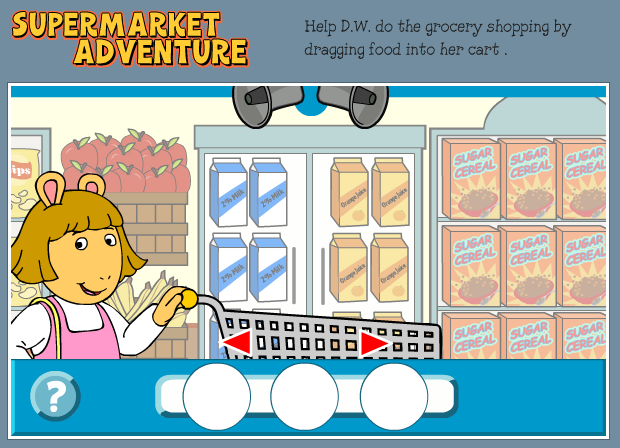 SUPERMARKET
ADVENTURE
Help D.W. do the grocery shopping by
dragging food into her cart .
ips
2% Milk
2% Milk
Orange Juice
Orange Juice
SUGAR
CEREAL
SUGAR
CEREAL
SUGAR
CEREAL
2% Milk
2% Milk
Orange Juice
Orange Juice
SUGAR
CEREAL
SUGAR
CEREAL
SUGAR
CEREAL
SUGAR
CEREAL
SUGAR
CEREAL
SUGAR
CEREAL
?